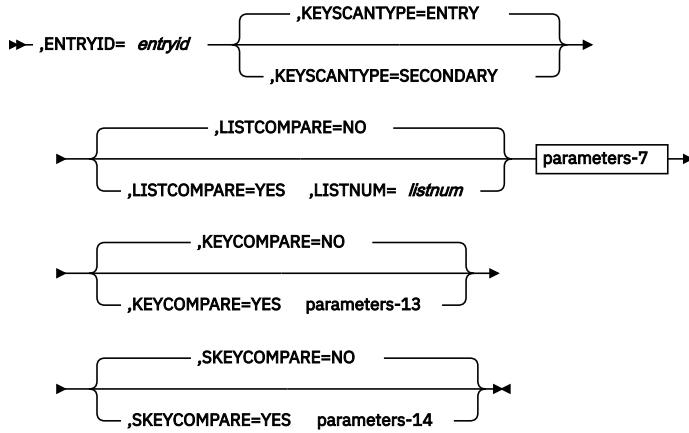 ,KEYSCANTYPE=ENTRY
,ENTRYID= entryid
,KEYSCANTYPE=SECONDARY
,LISTCOMPARE=NO
parameters-7
,LISTCOMPARE=YES ,LISTNUM= listnum
,KEYCOMPARE=NO
,KEYCOMPARE=YES parameters-13
,SKEYCOMPARE=NO
,SKEYCOMPARE=YES parameters-14